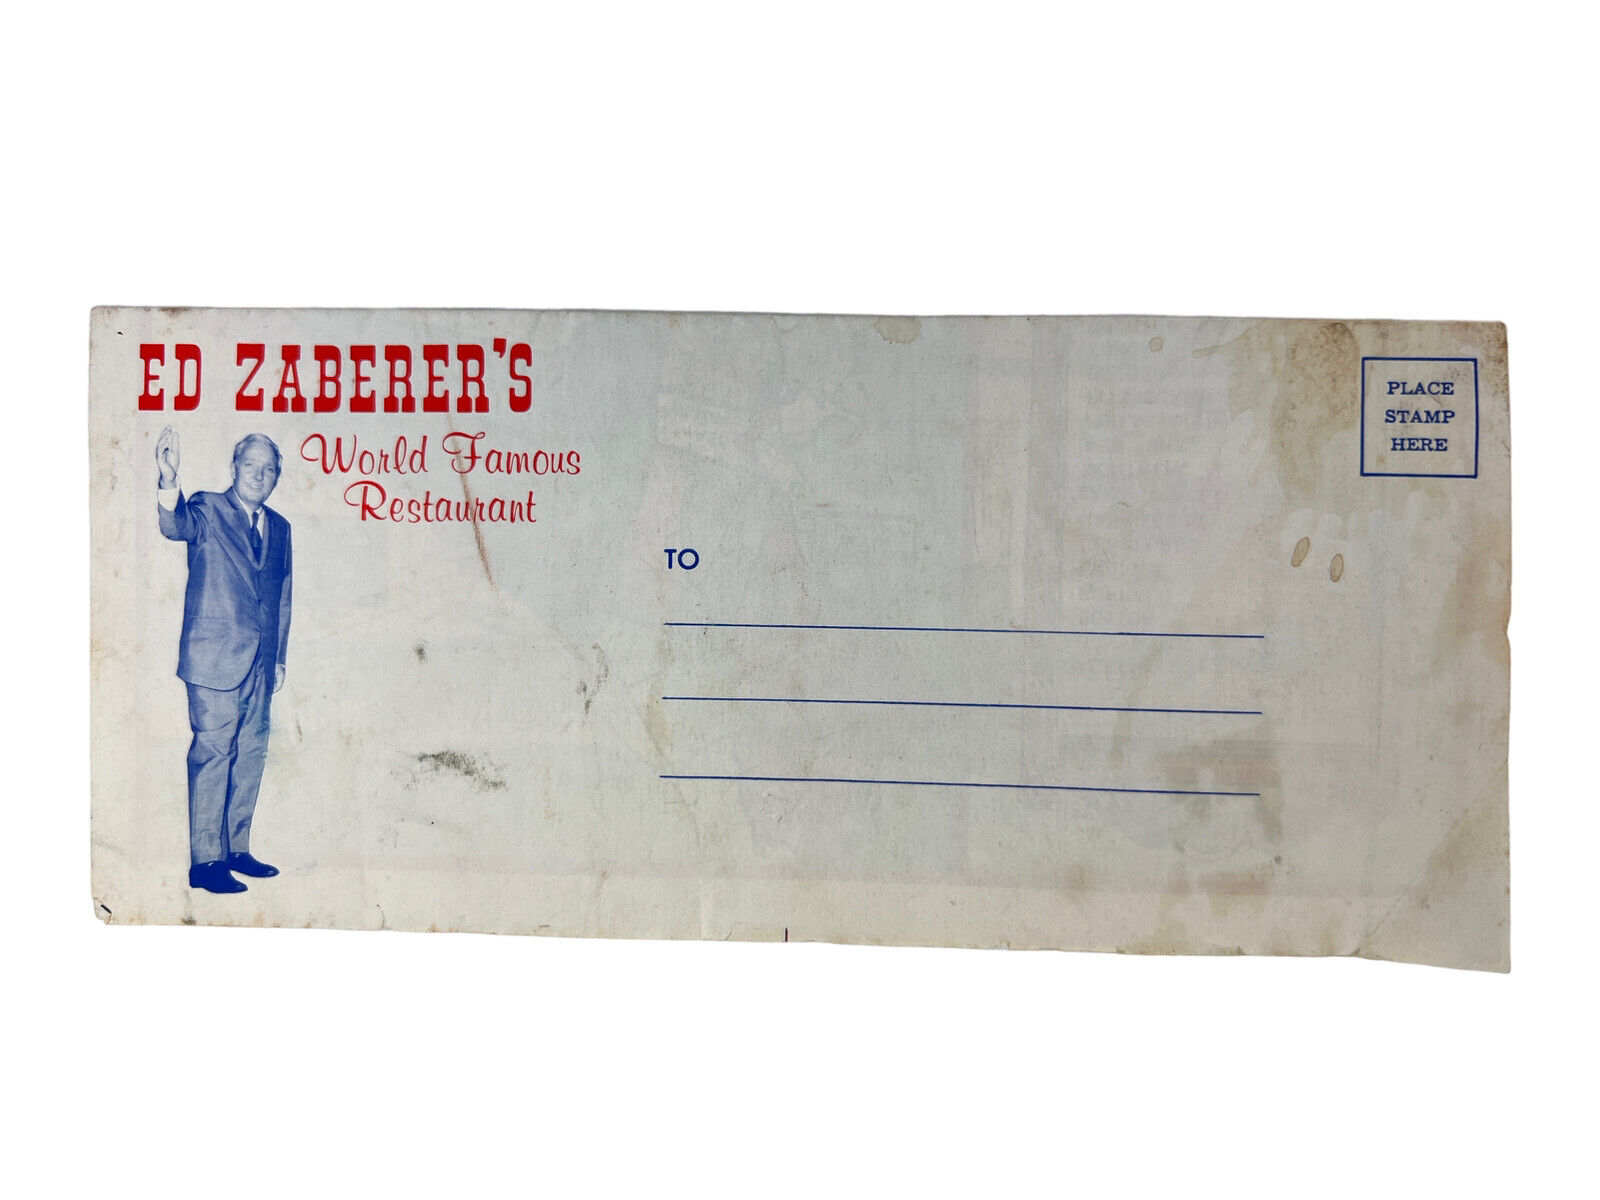 ED ZABERER'S
World Famous
Restaurant
PLACE
STAMP
HERE
TO